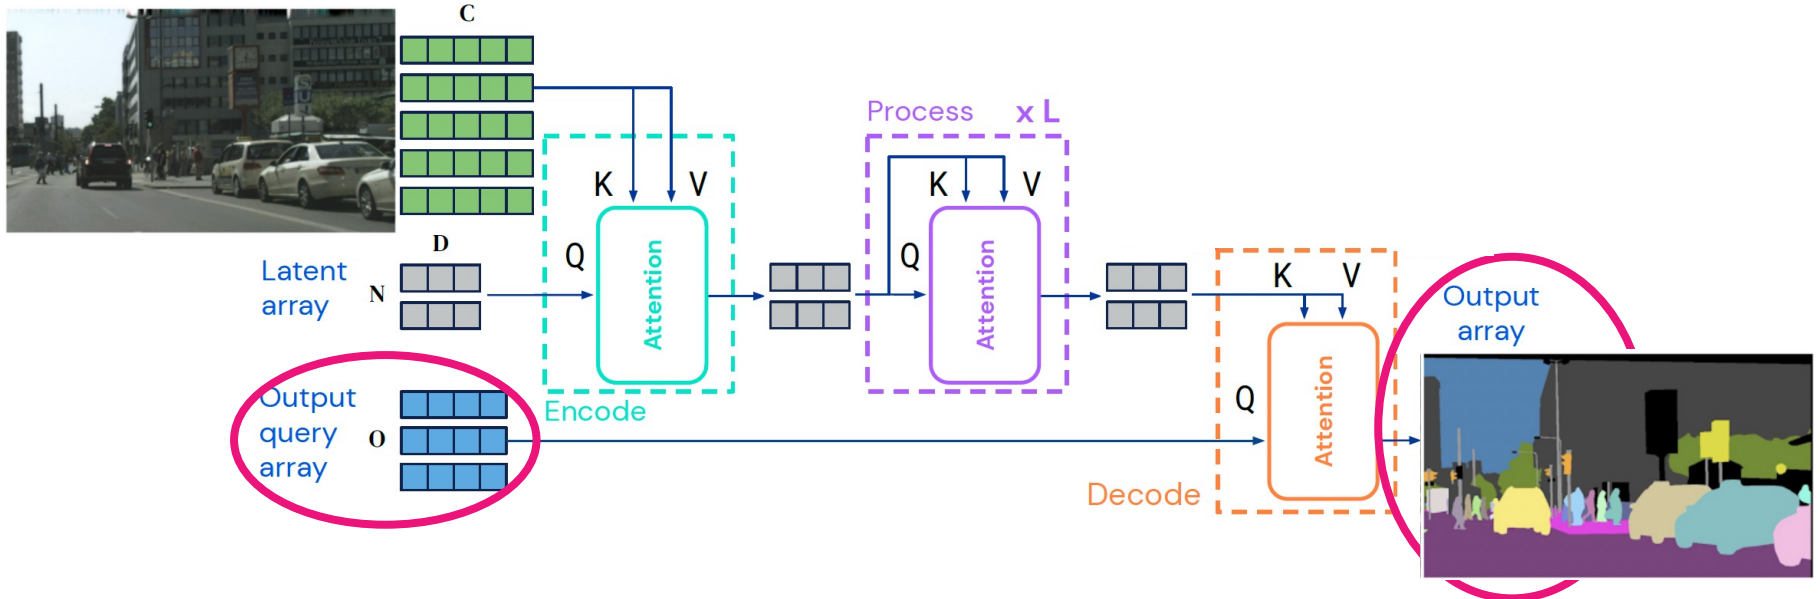 C
D
Latent
array
N
Output
query
array
O
K
V
Q
Attention
Encode
Process
x L
K
V
Q
Attention
K
V
Q
Attention
Decode
Output
array